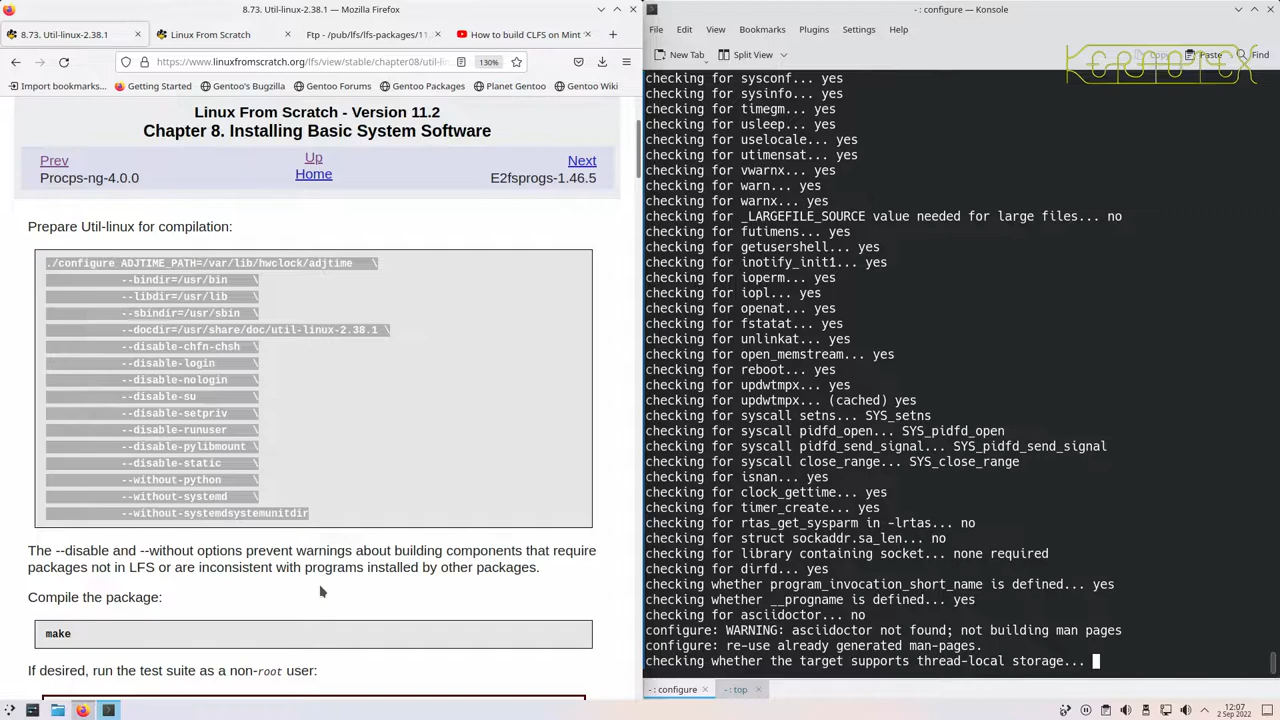 8.73. Util-linux-2.38.1 — Mozilla Firefox
8.73. Util-linux-2.38.1
Linux From Scratch
Ftp - /pub/lfs/lfs-packages/11.
How to build CLFS on Mint
https://www.linuxfromscratch.org/lfs/view/stable/chapter08/util-lin
130%
Import bookmarks...
Getting Started
Gentoo's Bugzilla
Gentoo Forums
Gentoo Packages
Planet Gentoo
Gentoo Wiki
Linux From Scratch - Version 11.2
Chapter 8. Installing Basic System Software
Prev
Up
Next
Procps-ng-4.0.0
Home
E2fsprogs-1.46.5
Prepare Util-linux for compilation:
./configure ADJTIME_PATH=/var/lib/hwclock/adjtime \
--bindir=/usr/bin \
--libdir=/usr/lib \
--sbindir=/usr/sbin \
--docdir=/usr/share/doc/util-linux-2.38.1 \
--disable-chfn-chsh \
--disable-login \
--disable-nologin \
--disable-su \
--disable-setpriv \
--disable-runuser \
--disable-pylibmount \
--disable-static \
--without-python \
--without-systemd \
--without-systemdsystemunitdir
The --disable and --without options prevent warnings about building components that require
packages not in LFS or are inconsistent with programs installed by other packages.
Compile the package:
make
If desired, run the test suite as a non-root user:
- : configure — Konsole
File Edit View Bookmarks Plugins Settings Help
New Tab
Split View
Copy
Paste
Find
KERNOTEX
checking for sysconf... yes
checking for sysinfo... yes
checking for timegm... yes
checking for usleep... yes
checking for uselocale... yes
checking for utimensat... yes
checking for vwarnx... yes
checking for warn... yes
checking for warnx... yes
checking for _LARGEFILE_SOURCE value needed for large files... no
checking for futimens... yes
checking for getusershell... yes
checking for inotify_init1... yes
checking for ioperm... yes
checking for iopl... yes
checking for openat... yes
checking for fstatat... yes
checking for unlinkat... yes
checking for open_memstream... yes
checking for reboot... yes
checking for updwtmpx... yes
checking for updwtmpx... (cached) yes
checking for syscall setns... SYS_setns
checking for syscall pidfd_open... SYS_pidfd_open
checking for syscall pidfd_send_signal... SYS_pidfd_send_signal
checking for syscall close_range... SYS_close_range
checking for isnan... yes
checking for clock_gettime... yes
checking for timer_create... yes
checking for rtas_get_sysparm in -lrtas... no
checking for struct sockaddr.sa_len... no
checking for library containing socket... none required
checking for dirfd... yes
checking whether program_invocation_short_name is defined... yes
checking whether __progname is defined... yes
checking for asciidoctor... no
configure: WARNING: asciidoctor not found; not building man pages
configure: re-use already generated man-pages.
checking whether the target supports thread-local storage...
- : configure
- : top
12:07
2 Sep 2022